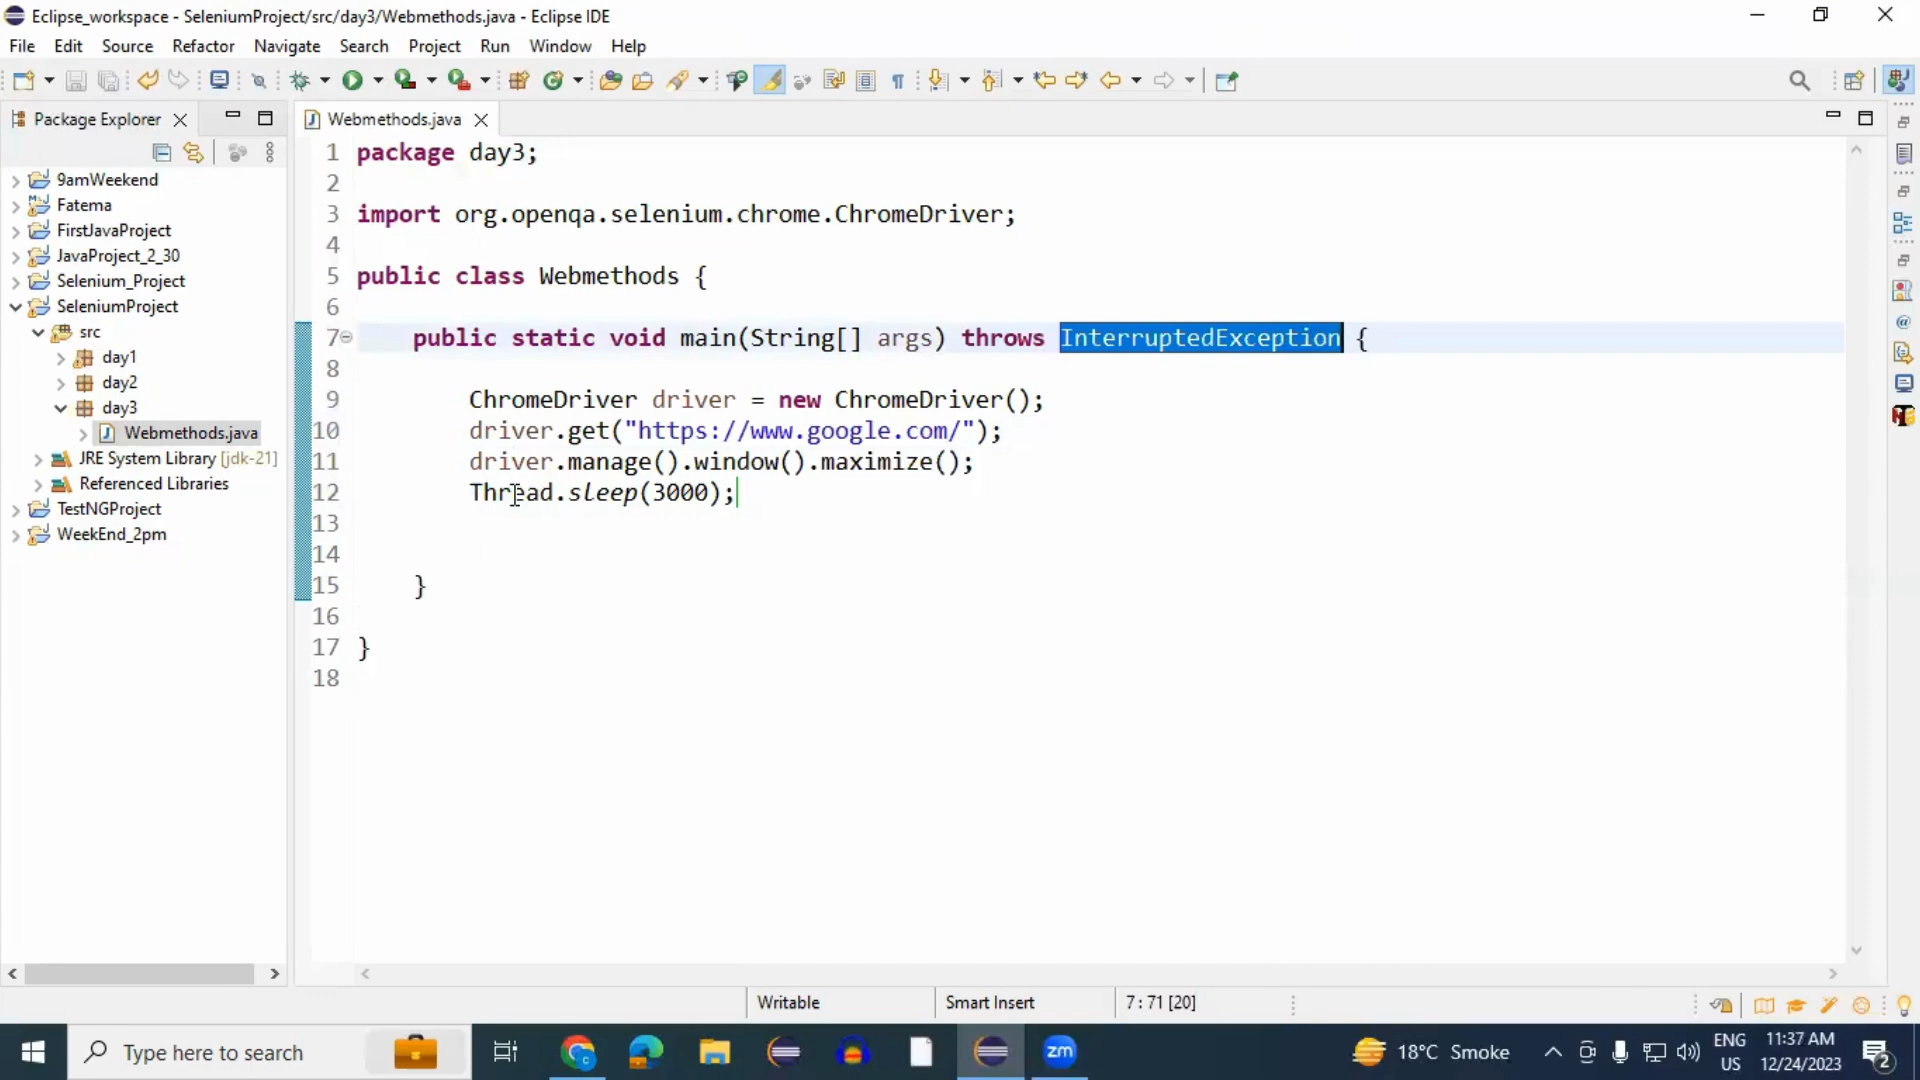 Eclipse_workspace - SeleniumProject/src/day3/Webmethods.java - Eclipse IDE
File Edit Source Refactor Navigate Search Project Run Window Help
Package Explorer
Webmethods.java
9amWeekend
Fatema
FirstJavaProject
JavaProject_2_30
Selenium_Project
SeleniumProject
src
day1
day2
day3
Webmethods.java
JRE System Library [jdk-21]
Referenced Libraries
TestNGProject
WeekEnd_2pm
1 package day3;
2
3 import org.openqa.selenium.chrome.ChromeDriver;
4
5 public class Webmethods {
6
7 public static void main(String[] args) throws InterruptedException {
8
9 ChromeDriver driver = new ChromeDriver();
10 driver.get("https://www.google.com/");
11 driver.manage().window().maximize();
12 Thread.sleep(3000);
13
14
15 }
16
17 }
18
Writable Smart Insert 7 : 71 [20]
Type here to search
zm
18°C Smoke
ENG
US
11:37 AM
12/24/2023
2